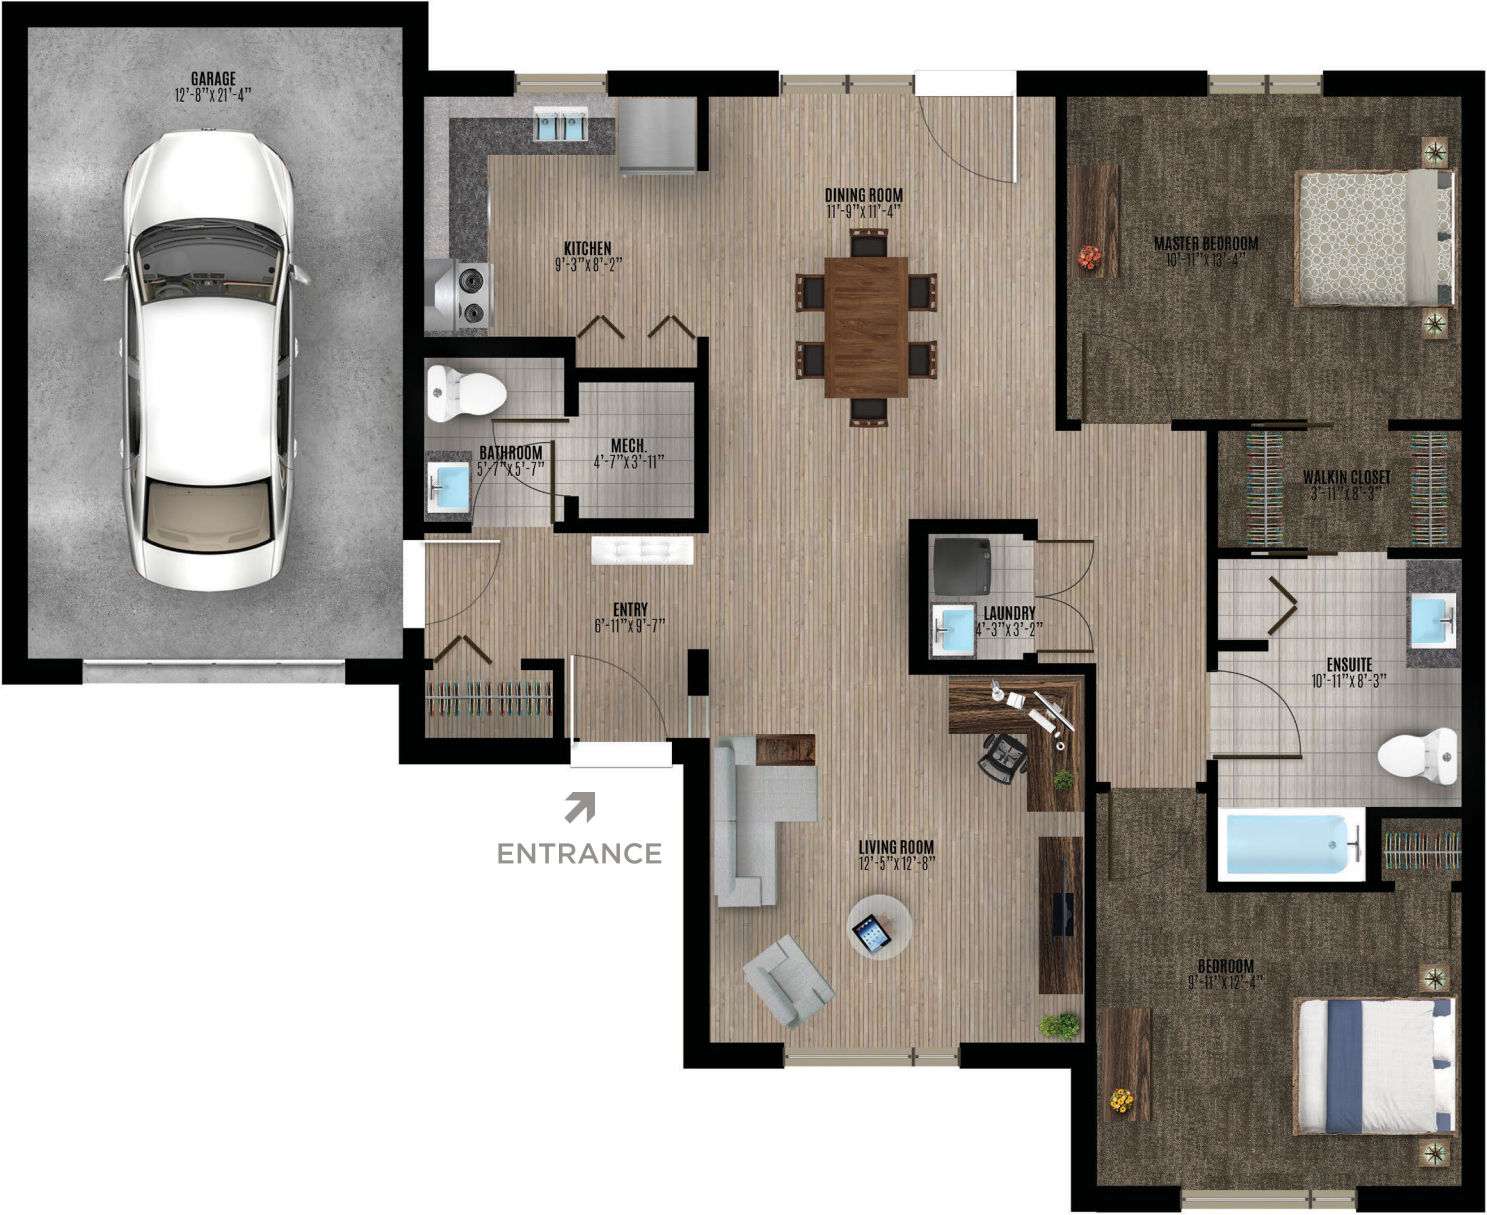 GARAGE
12'-8"X 21'-4"
DINING ROOM
11'-9"X 11'-4"
KITCHEN
9'-3"X 8'-2"
MASTER BEDROOM
10'-11"X 13'-4"
BATHROOM
5'-7"X 5'-7"
MECH.
4'-7"X 3'-11"
WALKIN CLOSET
3'-11"X 8'-3"
ENTRY
6'-11"X 9'-7"
LAUNDRY
4'-3"X 3'-2"
ENSUITE
10'-11"X 8'-3"
ENTRANCE
LIVING ROOM
12'-5"X 12'-8"
BEDROOM
9'-11"X 12'-4"